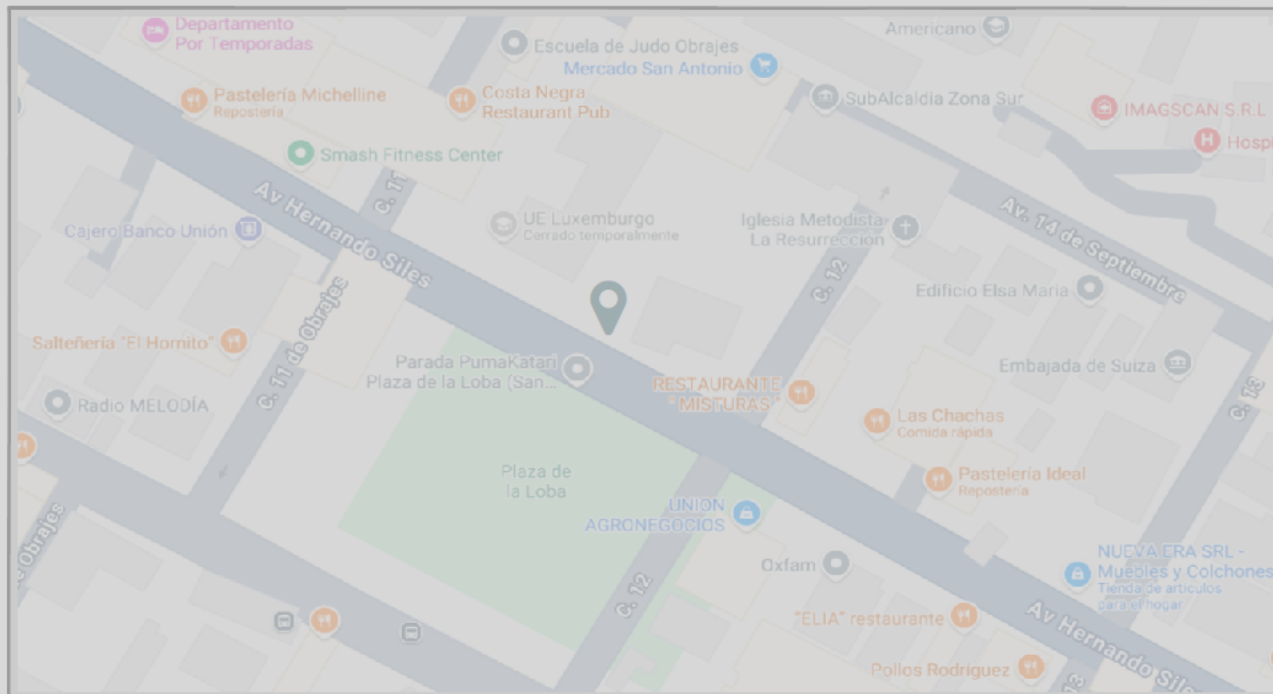 Departamento
Por Temporadas
Escuela de Judo Obrajes
Americano
Mercado San Antonio
Pastelería Michelline
Repostería
Costa Negra
Restaurant Pub
SubAlcaldia Zona Sur
IMAGSCAN S.R.L
Hosp
Smash Fitness Center
C. 11
Av Hernando Siles
Cajero Banco Unión
UE Luxemburgo
Cerrado temporalmente
Iglesia Metodista
La Resurrección
Av. 14 de Septiembre
C. 12
Edificio Elsa Maria
Salteñería "El Hornito"
C. 11 de Obrajes
Parada PumaKatari
Plaza de la Loba (San...
Embajada de Suiza
RESTAURANTE
" MISTURAS "
C. 13
Radio MELODÍA
Las Chachas
Comida rápida
Plaza de
la Loba
Pastelería Ideal
Repostería
UNION
AGRONEGOCIOS
de Obrajes
Oxfam
NUEVA ERA SRL -
Muebles y Colchones
Tienda de artículos
para el hogar
C. 12
"ELIA" restaurante
Av Hernando Siles
Pollos Rodriguez
13